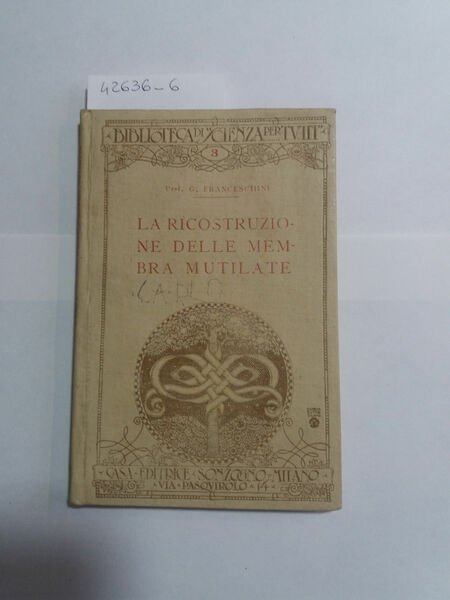 42636-6
BIBLIOTECA DI SCIENZA PER TUTTI
3
Prof. G. FRANCESCHINI
LA RICOSTRUZIO-
NE DELLE MEM-
BRA MUTILATE
CASA - EDITRICE - SONZOGNO - MILANO
VIA - PASQUIROLO - 14